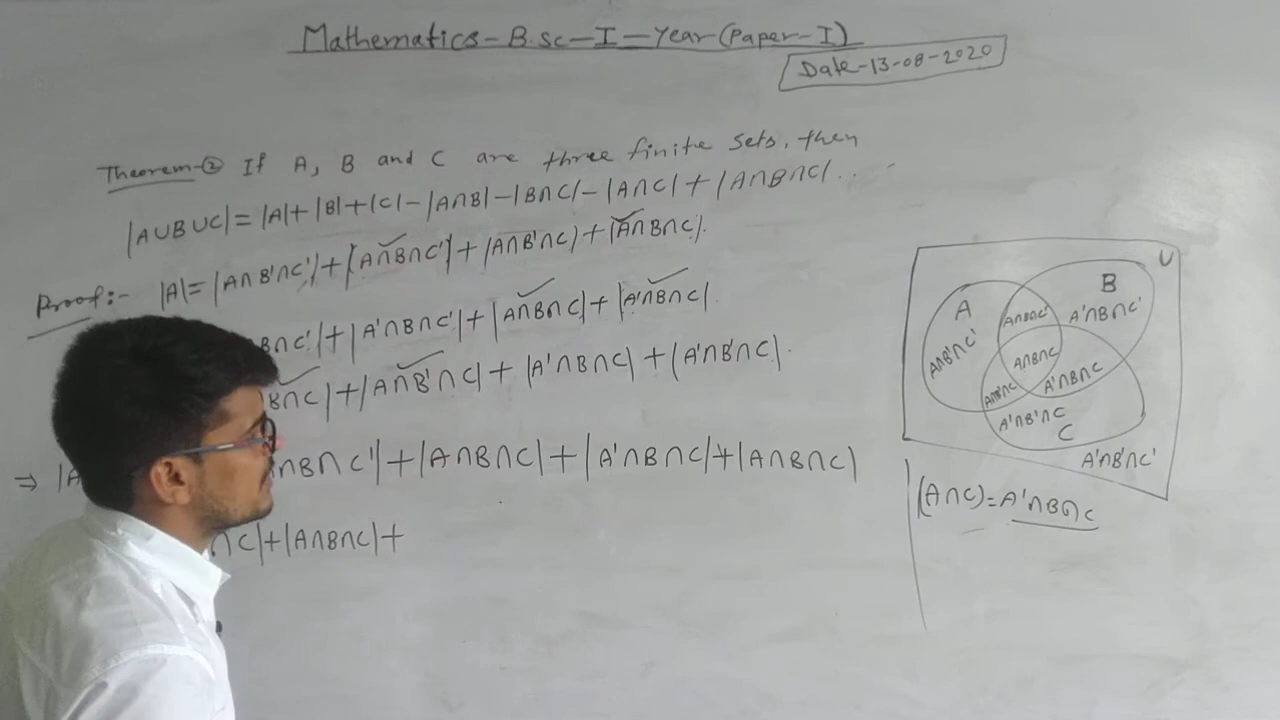 Mathematics-B.sc-I-Year(Paper-I)
Date-13-08-2020
Theorem-② If A, B and C are three finite sets, then
|A∪B∪C|=|A|+|B|+|C|-|A∩B|-|B∩C|-|A∩C|+|A∩B∩C|...
Proof:- |A|=|A∩B'∩C'|+|A∩B∩C'|+|A∩B'∩C|+|A∩B∩C|.
B∩C'|+|A'∩B∩C'|+|A∩B∩C|+|A'∩B∩C|.
B∩C|+|A∩B'∩C|+|A'∩B∩C|+|A'∩B'∩C|.
⇒ |A ∩B∩C'|+|A∩B∩C|+|A'∩B∩C|+|A∩B∩C|
∩C|+|A∩B∩C|+
U
A
B
A∩B'∩C'
A∩B∩C'
A'∩B∩C'
A∩B∩C
A∩B'∩C
A'∩B∩C
A'∩B'∩C
C
A'∩B'∩C'
(A∩C)=A'∩B∩C